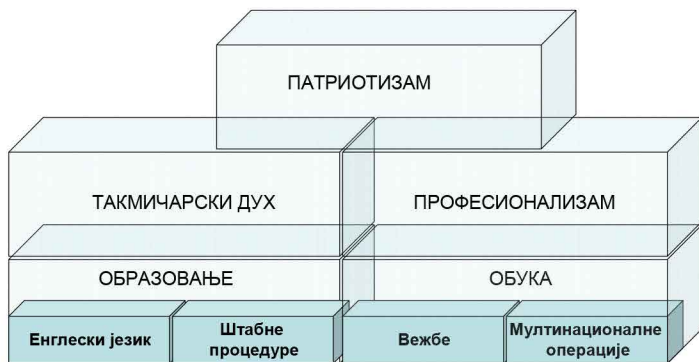 ПАТРИОТИЗАМ
ТАКМИЧАРСКИ ДУХ
ПРОФЕСИОНАЛИЗАМ
ОБРАЗОВАЊЕ
ОБУКА
Енглески језик
Штабне
процедуре
Вежбе
Мултинационалне
операције